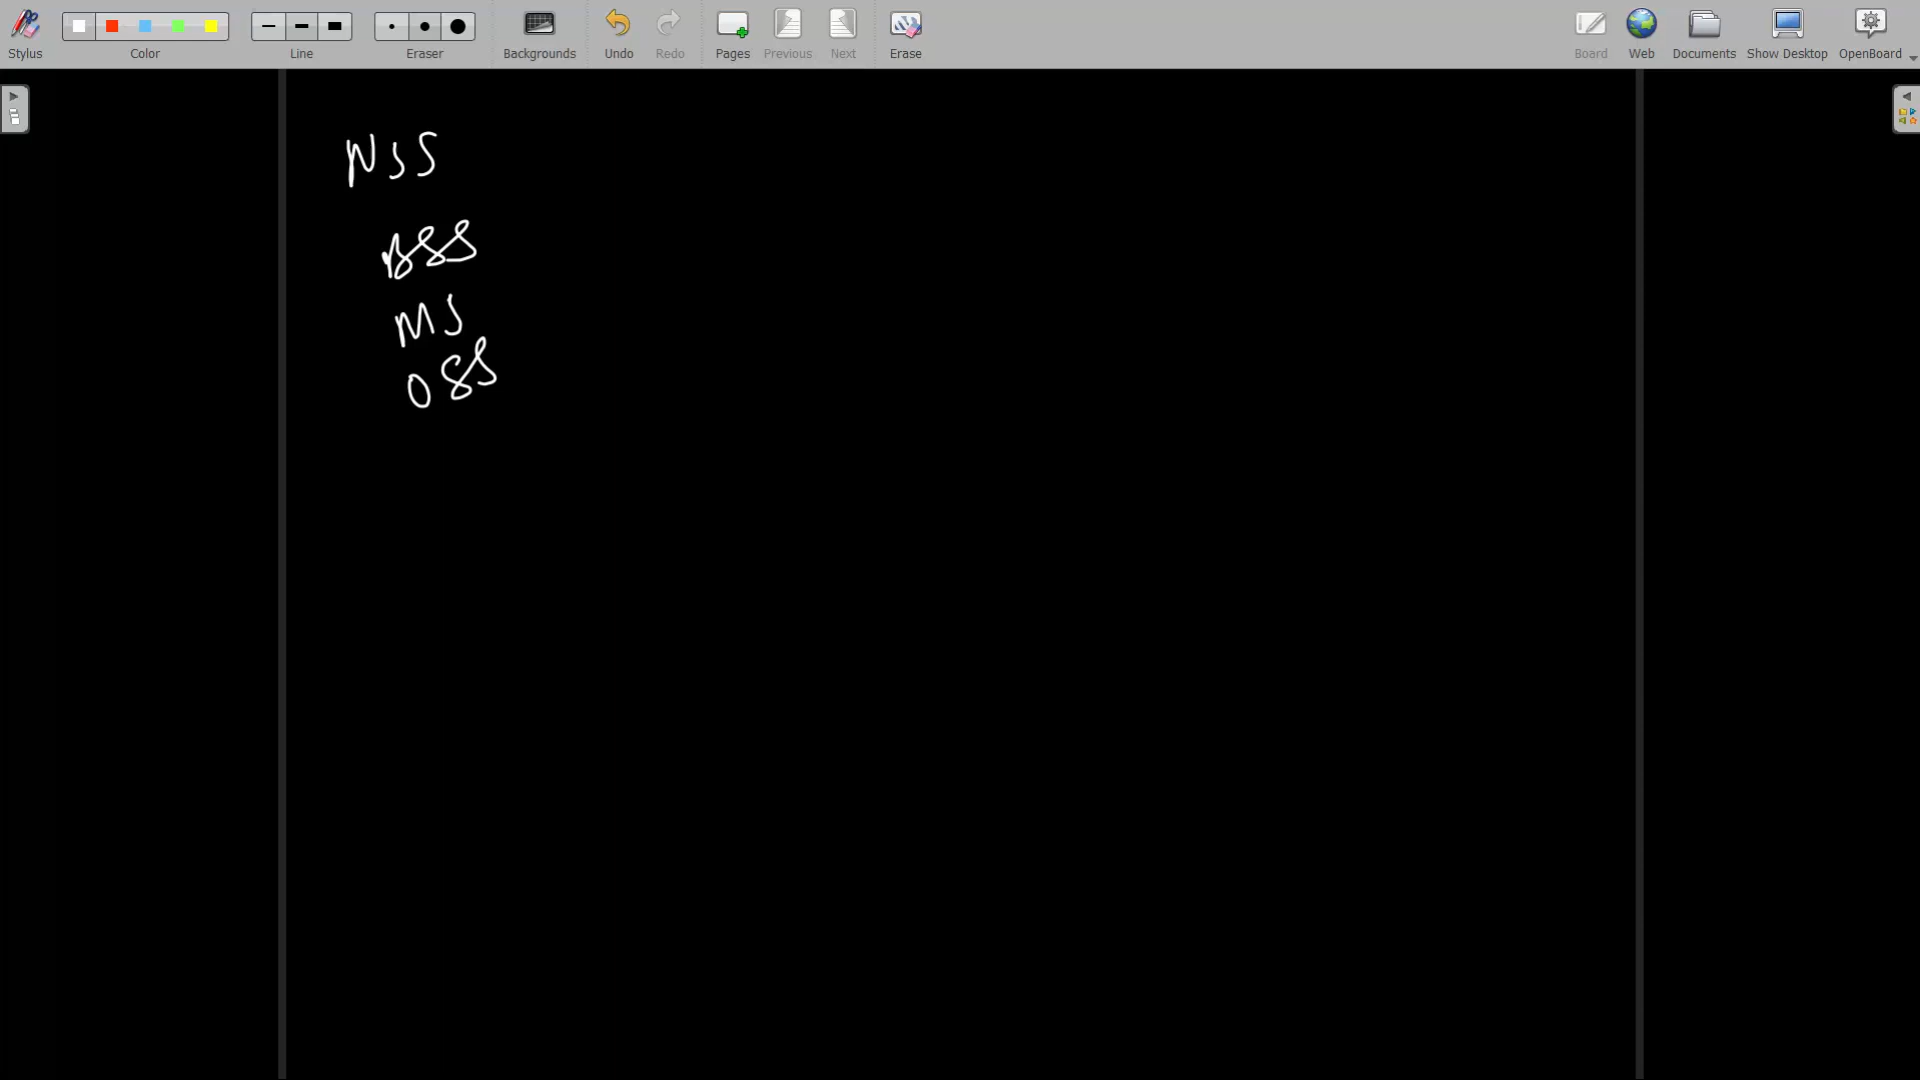 Stylus Color Line Eraser Backgrounds Undo Redo Pages Previous Next Erase Board Web Documents Show Desktop OpenBoard
NSS
BSS
MS
OSS